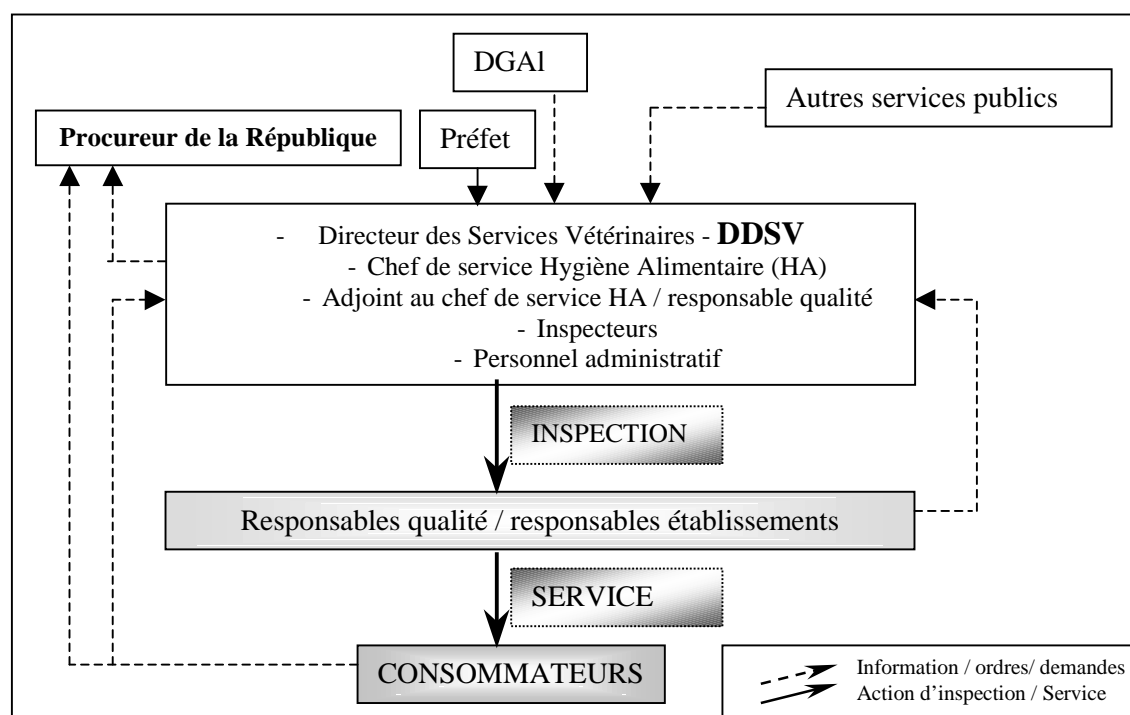 DGAl
Autres services publics
Procureur de la République
Préfet
- Directeur des Services Vétérinaires - DDSV
- Chef de service Hygiène Alimentaire (HA)
- Adjoint au chef de service HA / responsable qualité
- Inspecteurs
- Personnel administratif
INSPECTION
Responsables qualité / responsables établissements
SERVICE
CONSOMMATEURS
Information / ordres/ demandes
Action d’inspection / Service